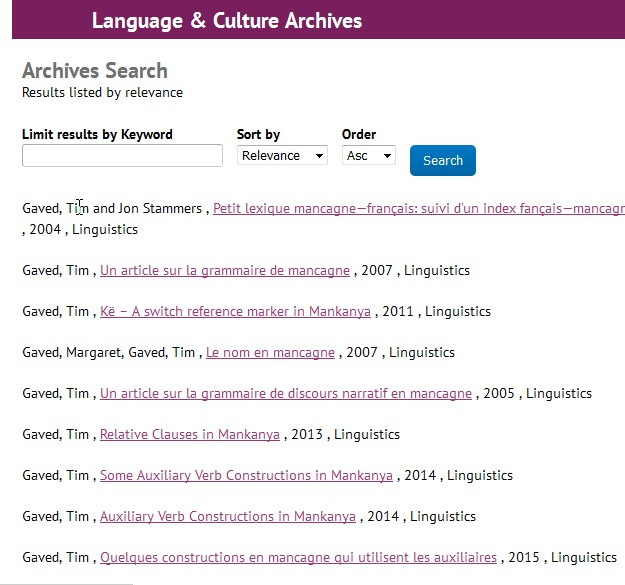 Language & Culture Archives
Archives Search
Results listed by relevance
Limit results by Keyword Sort by Order
Relevance Asc Search
Gaved, Tim and Jon Stammers , Petit lexique mancagne—français: suivi d'un index fançais—mancagn
, 2004 , Linguistics
Gaved, Tim , Un article sur la grammaire de mancagne , 2007 , Linguistics
Gaved, Tim , Kë – A switch reference marker in Mankanya , 2011 , Linguistics
Gaved, Margaret, Gaved, Tim , Le nom en mancagne , 2007 , Linguistics
Gaved, Tim , Un article sur la grammaire de discours narratif en mancagne , 2005 , Linguistics
Gaved, Tim , Relative Clauses in Mankanya , 2013 , Linguistics
Gaved, Tim , Some Auxiliary Verb Constructions in Mankanya , 2014 , Linguistics
Gaved, Tim , Auxiliary Verb Constructions in Mankanya , 2014 , Linguistics
Gaved, Tim , Quelques constructions en mancagne qui utilisent les auxiliaires , 2015 , Linguistics